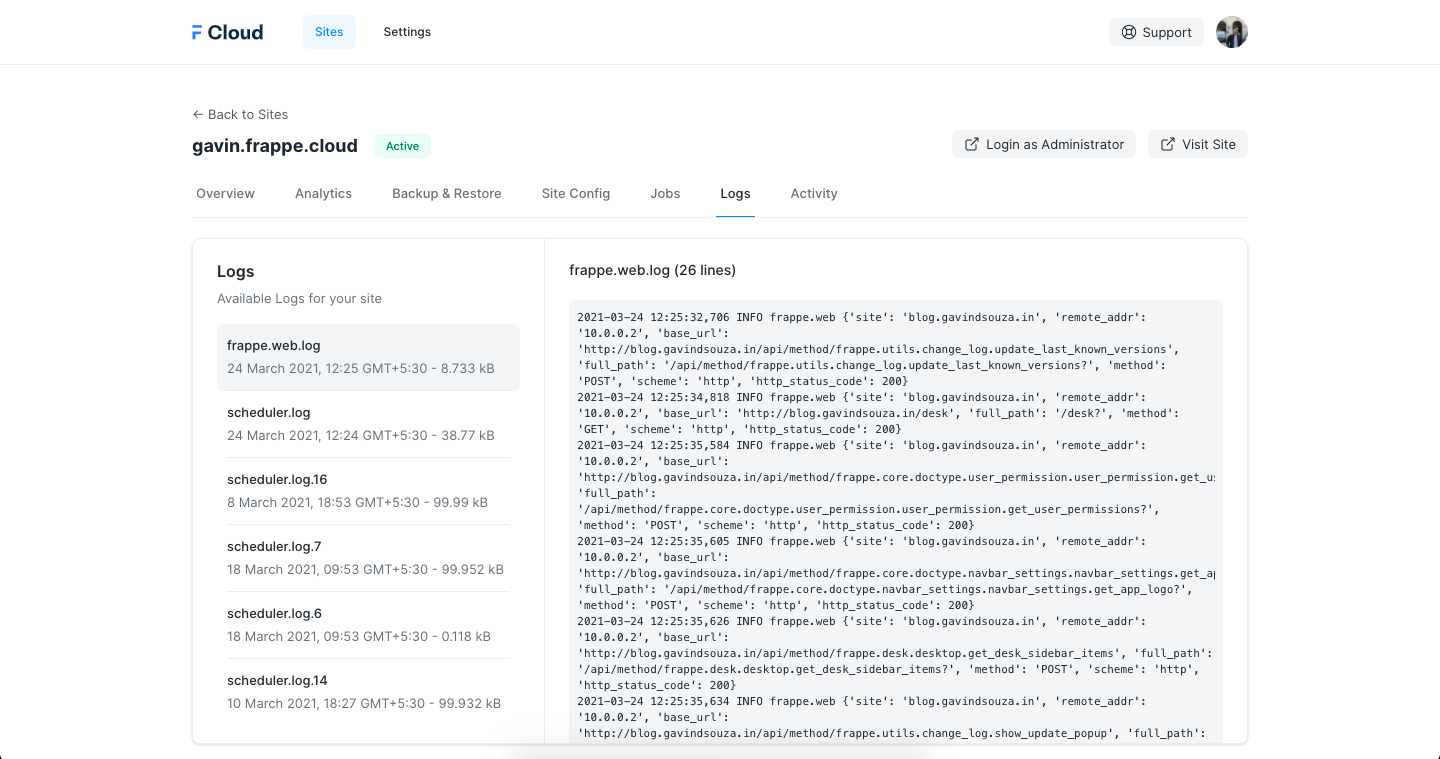 Cloud
Sites
Settings
Support
← Back to Sites
gavin.frappe.cloud
Active
Login as Administrator
Visit Site
Overview
Analytics
Backup & Restore
Site Config
Jobs
Logs
Activity
Logs
Available Logs for your site
frappe.web.log
24 March 2021, 12:25 GMT+5:30 - 8.733 kB
scheduler.log
24 March 2021, 12:24 GMT+5:30 - 38.77 kB
scheduler.log.16
8 March 2021, 18:53 GMT+5:30 - 99.99 kB
scheduler.log.7
18 March 2021, 09:53 GMT+5:30 - 99.952 kB
scheduler.log.6
18 March 2021, 09:53 GMT+5:30 - 0.118 kB
scheduler.log.14
10 March 2021, 18:27 GMT+5:30 - 99.932 kB
frappe.web.log (26 lines)
2021-03-24 12:25:32,706 INFO frappe.web {'site': 'blog.gavindsouza.in', 'remote_addr':
'10.0.0.2', 'base_url':
'http://blog.gavindsouza.in/api/method/frappe.utils.change_log.update_last_known_versions',
'full_path': '/api/method/frappe.utils.change_log.update_last_known_versions?', 'method':
'POST', 'scheme': 'http', 'http_status_code': 200}
2021-03-24 12:25:34,818 INFO frappe.web {'site': 'blog.gavindsouza.in', 'remote_addr':
'10.0.0.2', 'base_url': 'http://blog.gavindsouza.in/desk', 'full_path': '/desk?', 'method':
'GET', 'scheme': 'http', 'http_status_code': 200}
2021-03-24 12:25:35,584 INFO frappe.web {'site': 'blog.gavindsouza.in', 'remote_addr':
'10.0.0.2', 'base_url':
'http://blog.gavindsouza.in/api/method/frappe.core.doctype.user_permission.user_permission.get_us
'full_path':
'/api/method/frappe.core.doctype.user_permission.user_permission.get_user_permissions?',
'method': 'POST', 'scheme': 'http', 'http_status_code': 200}
2021-03-24 12:25:35,605 INFO frappe.web {'site': 'blog.gavindsouza.in', 'remote_addr':
'10.0.0.2', 'base_url':
'http://blog.gavindsouza.in/api/method/frappe.core.doctype.navbar_settings.navbar_settings.get_ap
'full_path': '/api/method/frappe.core.doctype.navbar_settings.navbar_settings.get_app_logo?',
'method': 'POST', 'scheme': 'http', 'http_status_code': 200}
2021-03-24 12:25:35,626 INFO frappe.web {'site': 'blog.gavindsouza.in', 'remote_addr':
'10.0.0.2', 'base_url':
'http://blog.gavindsouza.in/api/method/frappe.desk.desktop.get_desk_sidebar_items', 'full_path':
'/api/method/frappe.desk.desktop.get_desk_sidebar_items?', 'method': 'POST', 'scheme': 'http',
'http_status_code': 200}
2021-03-24 12:25:35,634 INFO frappe.web {'site': 'blog.gavindsouza.in', 'remote_addr':
'10.0.0.2', 'base_url':
'http://blog.gavindsouza.in/api/method/frappe.utils.change_log.show_update_popup', 'full_path':